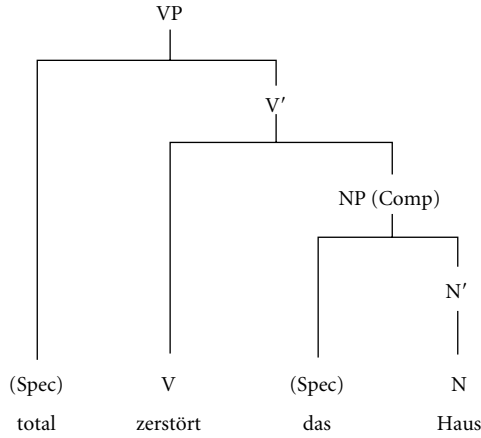 VP
V′
NP (Comp)
N′
(Spec) V (Spec) N
total zerstört das Haus